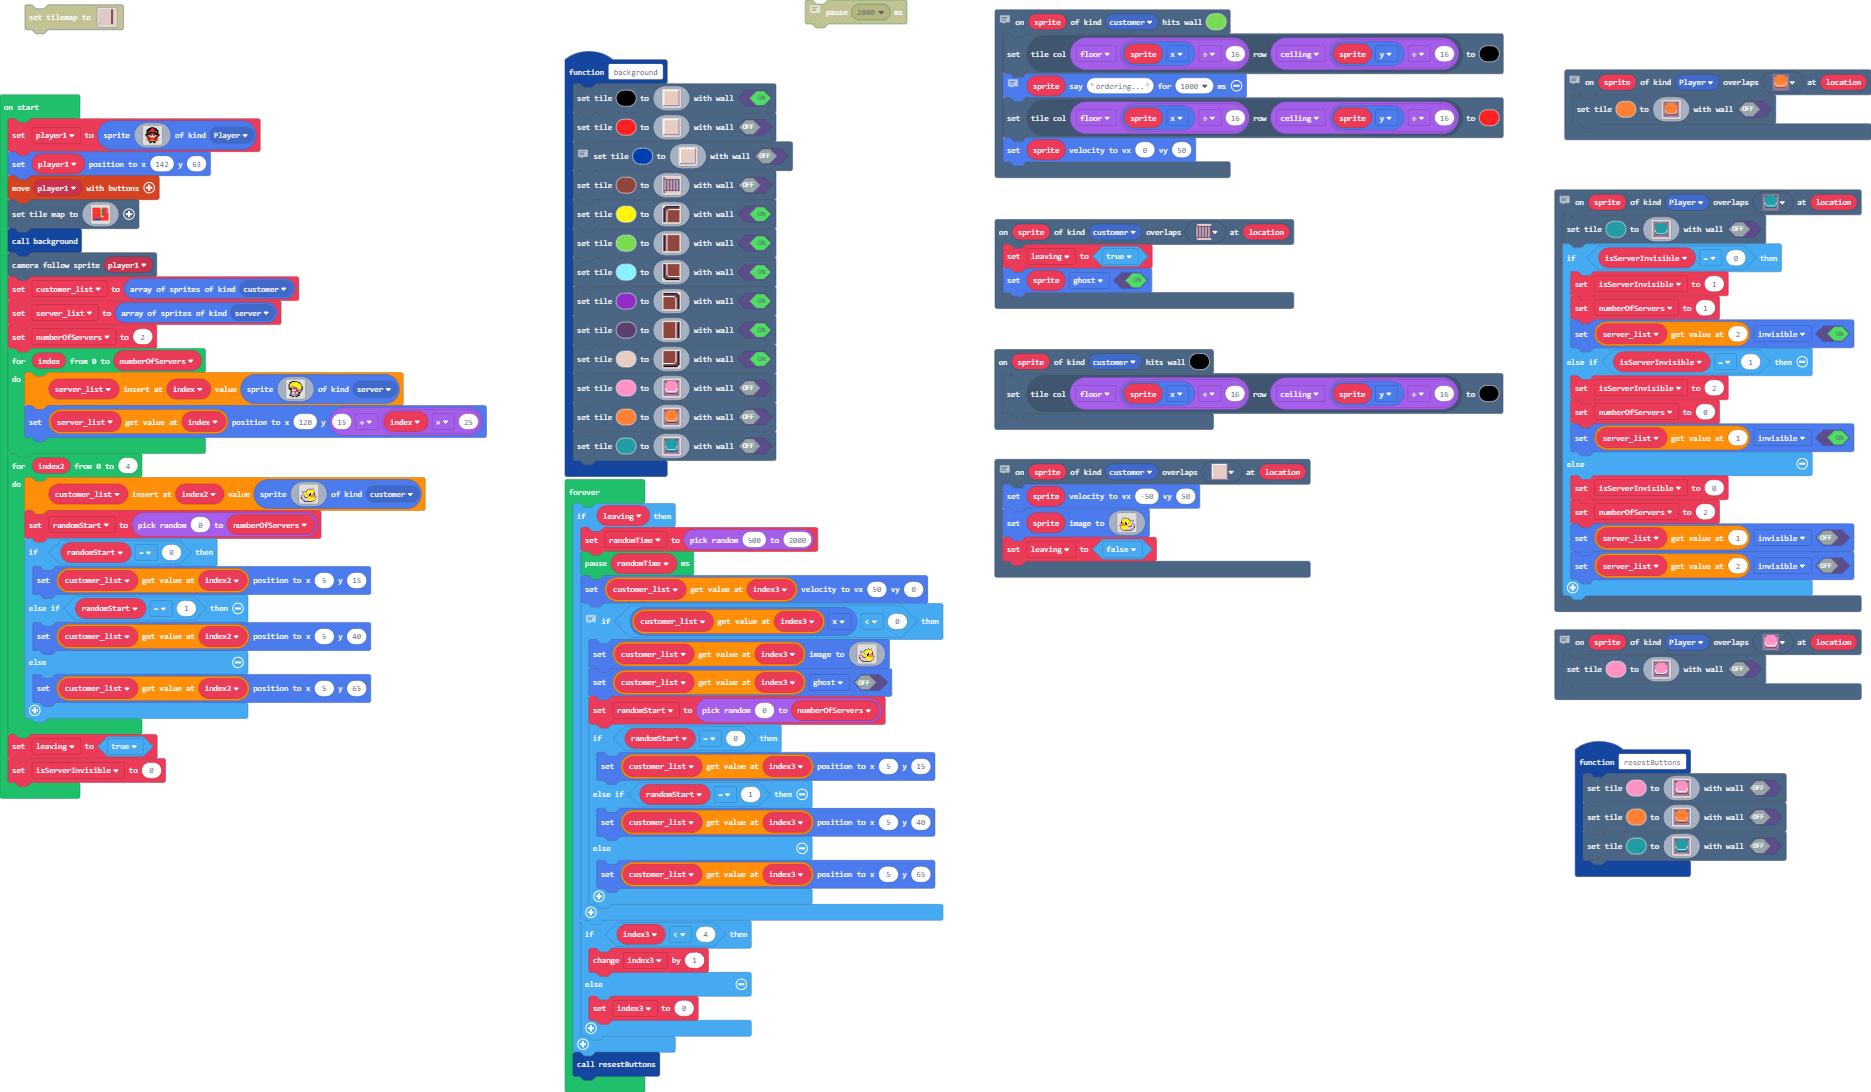 set tilemap to
on start
set player1 to sprite of kind Player
set player1 position to x 142 y 63
move player1 with buttons
set tile map to
call background
camera follow sprite player1
set customer_list to array of sprites of kind customer
set server_list to array of sprites of kind server
set numberOfServers to 2
for index from 0 to numberOfServers
do
server_list insert at index value sprite of kind server
set server_list get value at index position to x 120 y 15 + index × 25
for index2 from 0 to 4
do
customer_list insert at index2 value sprite of kind customer
set randomStart to pick random 0 to numberOfServers
if randomStart = 0 then
set customer_list get value at index2 position to x 5 y 15
else if randomStart = 1 then
set customer_list get value at index2 position to x 5 y 40
else
set customer_list get value at index2 position to x 5 y 65
set leaving to true
set isServerInvisible to 0
pause 2000 ms
function background
set tile to with wall ON
set tile to with wall OFF
set tile to with wall OFF
set tile to with wall OFF
set tile to with wall ON
set tile to with wall ON
set tile to with wall ON
set tile to with wall ON
set tile to with wall ON
set tile to with wall ON
set tile to with wall OFF
set tile to with wall OFF
set tile to with wall OFF
forever
if leaving then
set randomTime to pick random 500 to 2000
pause randomTime ms
set customer_list get value at index3 velocity to vx 50 vy 0
if customer_list get value at index3 x < 0 then
set customer_list get value at index3 image to
set customer_list get value at index3 ghost OFF
set randomStart to pick random 0 to numberOfServers
if randomStart = 0 then
set customer_list get value at index3 position to x 5 y 15
else if randomStart = 1 then
set customer_list get value at index3 position to x 5 y 40
else
set customer_list get value at index3 position to x 5 y 65
if index3 < 4 then
change index3 by 1
else
set index3 to 0
call resestButtons
on sprite of kind customer hits wall
set tile col floor sprite x ÷ 16 row ceiling sprite y ÷ 16 to
sprite say "ordering..." for 1000 ms
set tile col floor sprite x ÷ 16 row ceiling sprite y ÷ 16 to
set sprite velocity to vx 0 vy 50
on sprite of kind customer overlaps at location
set leaving to true
set sprite ghost ON
on sprite of kind customer hits wall
set tile col floor sprite x ÷ 16 row ceiling sprite y ÷ 16 to
on sprite of kind customer overlaps at location
set sprite velocity to vx -50 vy 50
set sprite image to
set leaving to false
on sprite of kind Player overlaps at location
set tile to with wall OFF
on sprite of kind Player overlaps at location
set tile to with wall OFF
if isServerInvisible = 0 then
set isServerInvisible to 1
set numberOfServers to 1
set server_list get value at 2 invisible ON
else if isServerInvisible = 1 then
set isServerInvisible to 2
set numberOfServers to 0
set server_list get value at 1 invisible ON
else
set isServerInvisible to 0
set numberOfServers to 2
set server_list get value at 1 invisible OFF
set server_list get value at 2 invisible OFF
on sprite of kind Player overlaps at location
set tile to with wall OFF
function resestButtons
set tile to with wall OFF
set tile to with wall OFF
set tile to with wall OFF